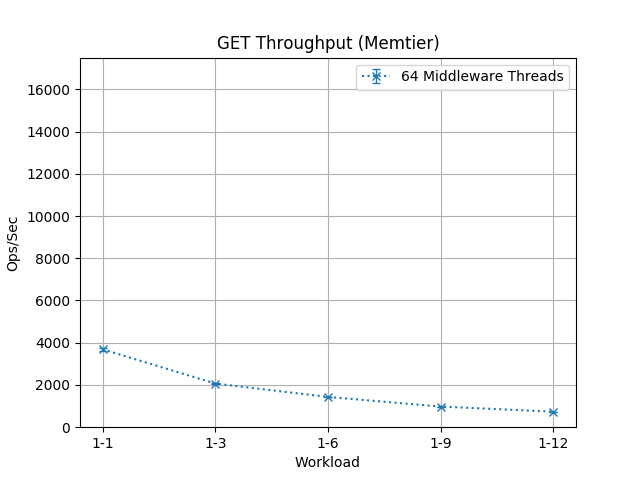 GET Throughput (Memtier)
64 Middleware Threads
16000
14000
12000
10000
8000
6000
4000
2000
0
Ops/Sec
1-1 1-3 1-6 1-9 1-12
Workload